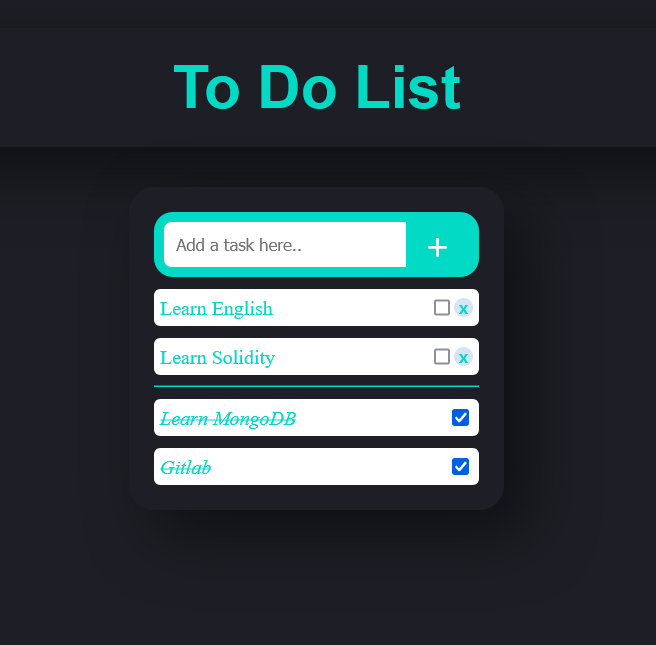 To Do List
Add a task here..
+
Learn English
x
Learn Solidity
x
Learn MongoDB
Gitlab